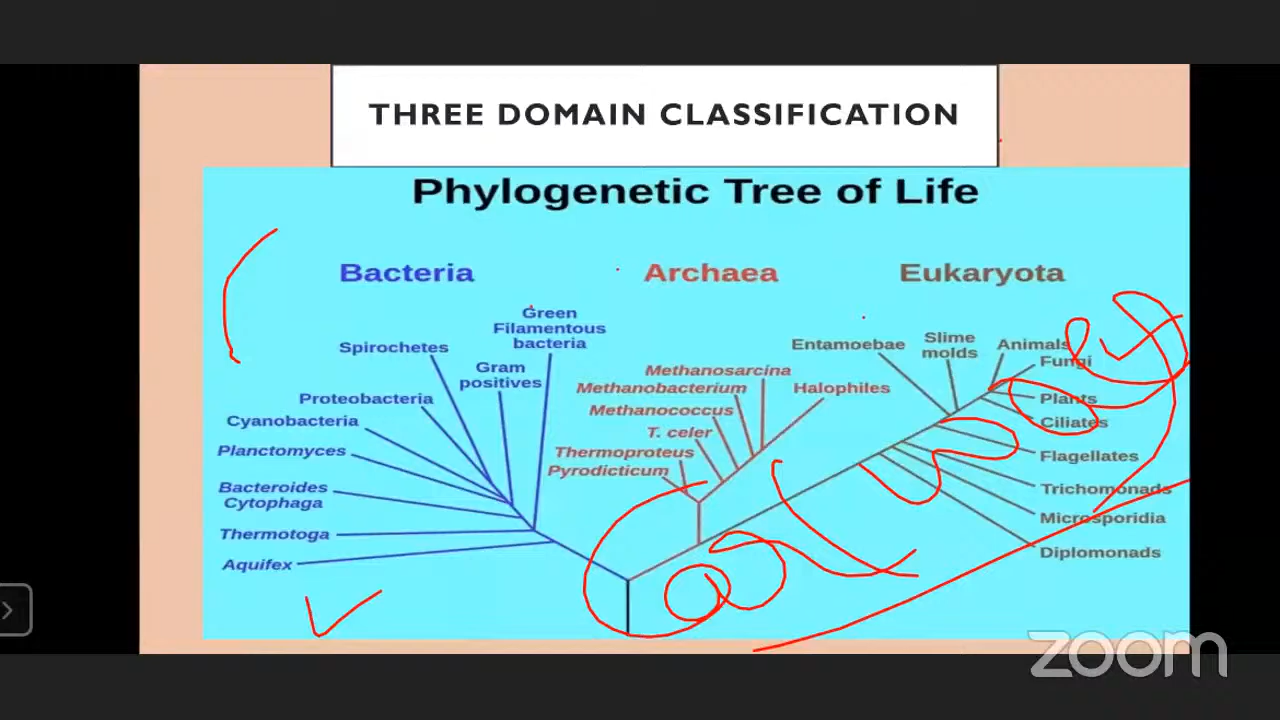 THREE DOMAIN CLASSIFICATION
Phylogenetic Tree of Life
Bacteria
Archaea
Eukaryota
Green
Filamentous
bacteria
Spirochetes
Gram
positives
Proteobacteria
Cyanobacteria
Planctomyces
Bacteroides
Cytophaga
Thermotoga
Aquifex
Methanosarcina
Methanobacterium
Halophiles
Methanococcus
T. celer
Thermoproteus
Pyrodicticum
Entamoebae
Slime
molds
Animals
Fungi
Plants
Ciliates
Flagellates
Trichomonads
Microsporidia
Diplomonads
zoom